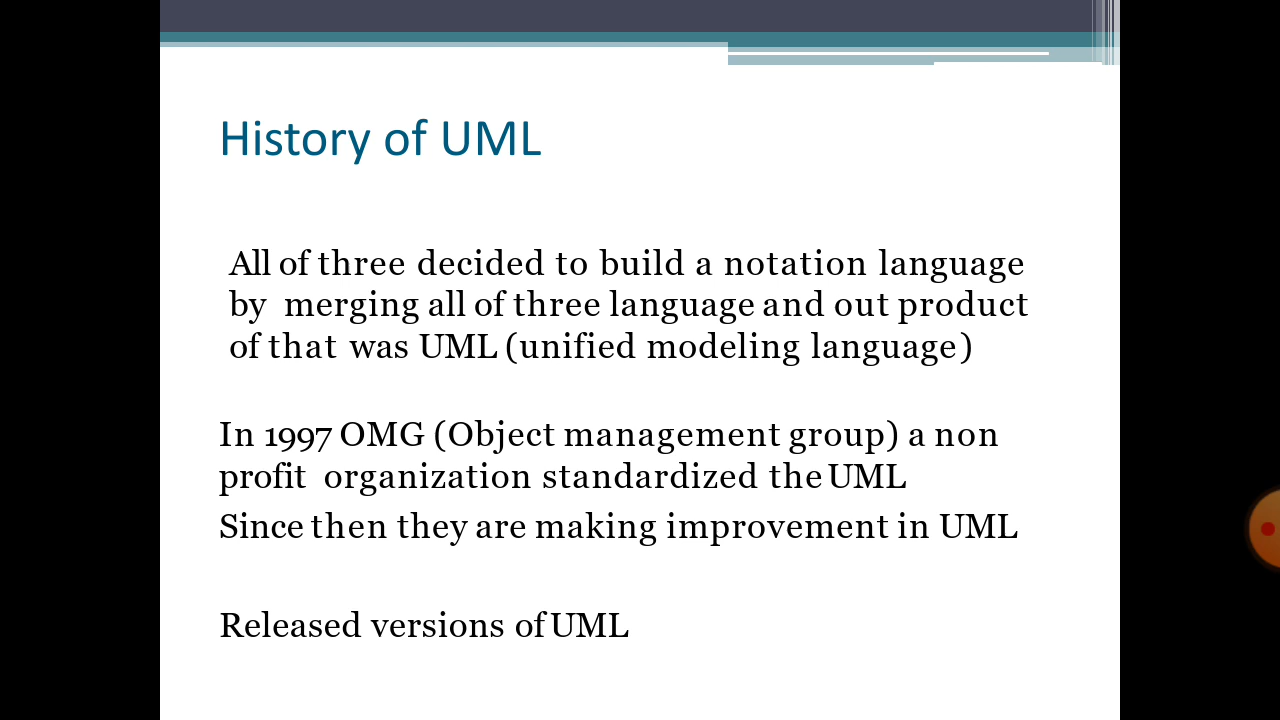 History of UML
All of three decided to build a notation language
by merging all of three language and out product
of that was UML (unified modeling language)
In 1997 OMG (Object management group) a non
profit organization standardized the UML
Since then they are making improvement in UML
Released versions of UML